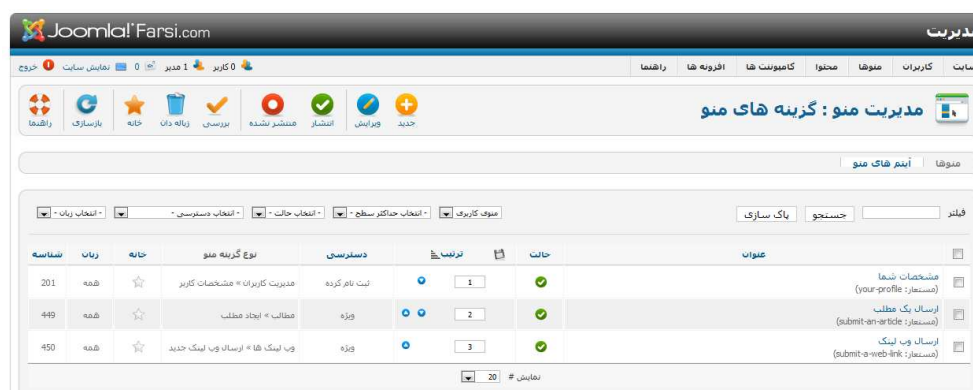 Joomla! Farsi.com
مدیریت
سایت کاربران منوها محتوا کامپوننت ها افزونه ها راهنما
0 کاربر 1 مدیر 0 نمایش سایت خروج
مدیریت منو : گزینه های منو
جدید ویرایش انتشار منتشر نشده بررسی زباله دان خانه بازسازی راهنما
منوها آیتم های منو
فیلتر جستجو پاک سازی منوی کاربری - انتخاب حداکثر سطح - - انتخاب حالت - - انتخاب دسترسی - - انتخاب زبان -
عنوان حالت ترتیب دسترسی نوع گزینه منو خانه زبان شناسه
مشخصات شما 1 ثبت نام کرده مدیریت کاربران » مشخصات کاربر همه 201
(مستعار: your-profile)
ارسال یک مطلب 2 ویژه مطالب » ایجاد مطلب همه 449
(مستعار: submit-an-article)
ارسال وب لینک 3 ویژه وب لینک ها » ارسال وب لینک جدید همه 450
(مستعار: submit-a-web-link)
نمایش # 20